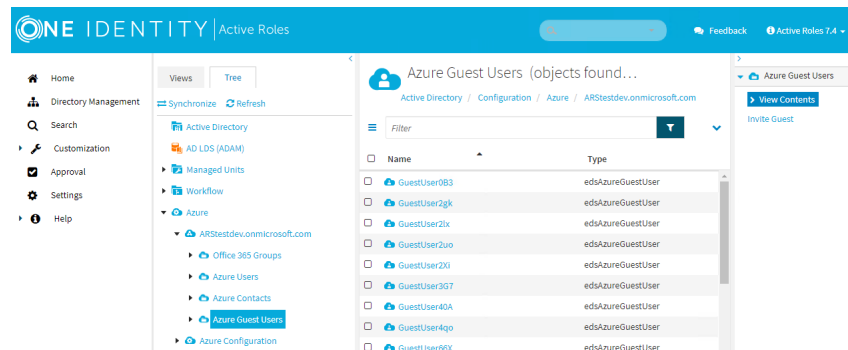 ONE IDENTITY Active Roles
Feedback
Active Roles 7.4
Home
Directory Management
Search
Customization
Approval
Settings
Help
Views
Tree
Synchronize
Refresh
Active Directory
AD LDS (ADAM)
Managed Units
Workflow
Azure
ARStestdev.onmicrosoft.com
Office 365 Groups
Azure Users
Azure Contacts
Azure Guest Users
Azure Configuration
Azure Guest Users (objects found...
Active Directory / Configuration / Azure / ARStestdev.onmicrosoft.com
Filter
Name Type
GuestUser0B3 edsAzureGuestUser
GuestUser2gk edsAzureGuestUser
GuestUser2lx edsAzureGuestUser
GuestUser2uo edsAzureGuestUser
GuestUser2Xi edsAzureGuestUser
GuestUser3G7 edsAzureGuestUser
GuestUser40A edsAzureGuestUser
GuestUser4qo edsAzureGuestUser
GuestUser66X edsAzureGuestUser
Azure Guest Users
View Contents
Invite Guest